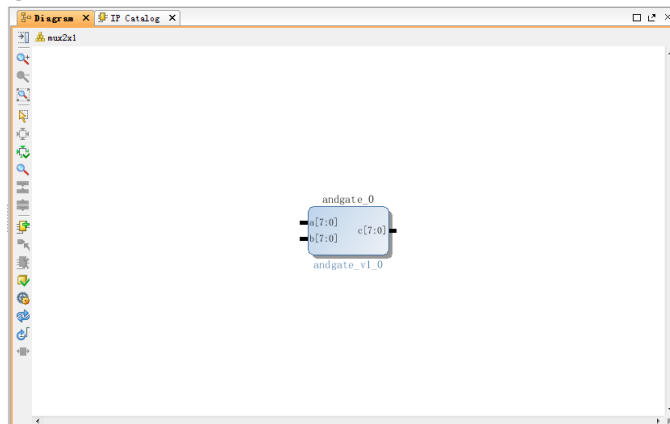 Diagram X IP Catalog X
mux2x1
andgate_0
a[7:0]
b[7:0]
c[7:0]
andgate_v1_0